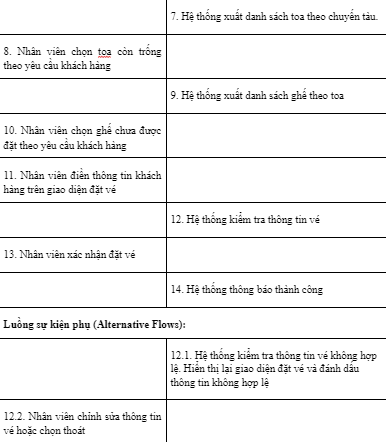 7. Hệ thống xuất danh sách toa theo chuyến tàu.
8. Nhân viên chọn toa còn trống
theo yêu cầu khách hàng
9. Hệ thống xuất danh sách ghế theo toa
10. Nhân viên chọn ghế chưa được
đặt theo yêu cầu khách hàng
11. Nhân viên điền thông tin khách
hàng trên giao diện đặt vé
12. Hệ thống kiểm tra thông tin vé
13. Nhân viên xác nhận đặt vé
14. Hệ thống thông báo thành công
Luồng sự kiện phụ (Alternative Flows):
12.1. Hệ thống kiểm tra thông tin vé không hợp
lệ. Hiển thị lại giao diện đặt vé và đánh dấu
thông tin không hợp lệ
12.2. Nhân viên chỉnh sửa thông tin
vé hoặc chọn thoát